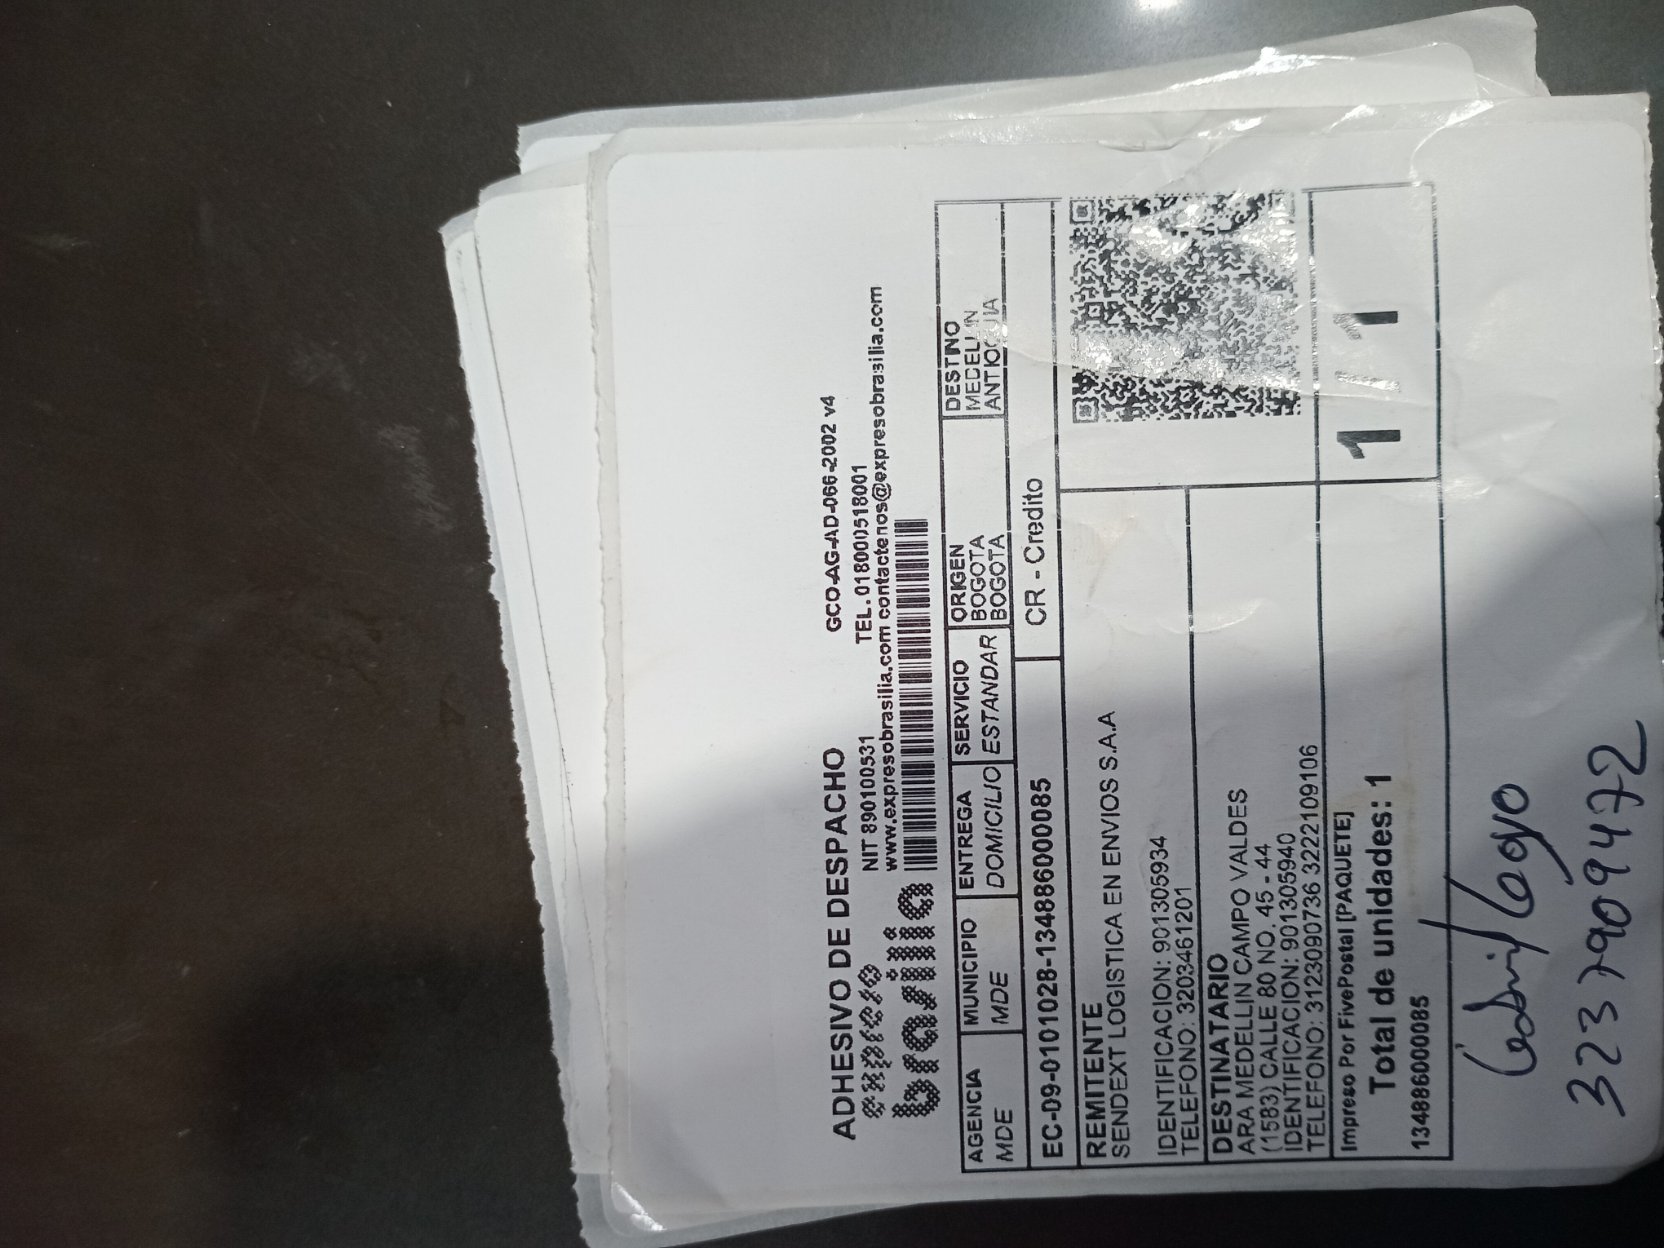 ADHESIVO DE DESPACHO GCO-AG-AD-066-2002 v4
expreso brasilia
NIT 890100531 TEL. 018000518001
www.expresobrasilia.com contactenos@expresobrasilia.com
AGENCIA MUNICIPIO ENTREGA SERVICIO ORIGEN DESTINO
MDE MDE DOMICILIO ESTANDAR BOGOTA MEDELLIN
BOGOTA ANTIOQUIA
EC-09-0101028-1348860000​85 CR - Credito
REMITENTE
SENDEXT LOGISTICA EN ENVIOS S.A.A
IDENTIFICACION: 901305934
TELEFONO: 3203461201
DESTINATARIO
ARA MEDELLIN CAMPO VALDES
(1583) CALLE 80 NO. 45 - 44
IDENTIFICACION: 901305940
TELEFONO: 3123090736 3222109106
Impreso Por FivePostal [PAQUETE]
Total de unidades: 1
1 / 1
134886000085
3237909472